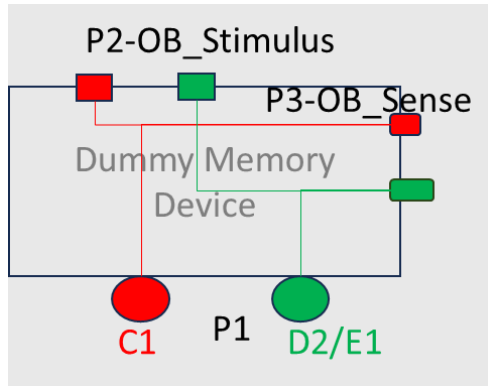 P2-OB_Stimulus
P3-OB_Sense
Dummy Memory
Device
P1
C1
D2/E1